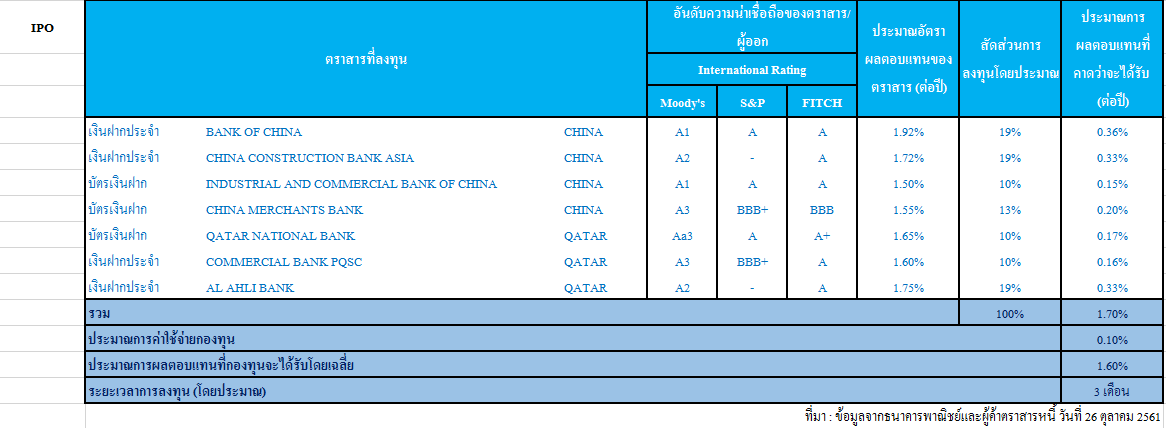 IPO
ตราสารที่ลงทุน
อันดับความน่าเชื่อถือของตราสาร/
ผู้ออก
International Rating
Moody's S&P FITCH
ประมาณอัตรา
ผลตอบแทนของ
ตราสาร (ต่อปี)
สัดส่วนการ
ลงทุนโดยประมาณ
ประมาณการ
ผลตอบแทนที่
คาดว่าจะได้รับ
(ต่อปี)
เงินฝากประจำ BANK OF CHINA CHINA A1 A A 1.92% 19% 0.36%
เงินฝากประจำ CHINA CONSTRUCTION BANK ASIA CHINA A2 - A 1.72% 19% 0.33%
บัตรเงินฝาก INDUSTRIAL AND COMMERCIAL BANK OF CHINA CHINA A1 A A 1.50% 10% 0.15%
บัตรเงินฝาก CHINA MERCHANTS BANK CHINA A3 BBB+ BBB 1.55% 13% 0.20%
บัตรเงินฝาก QATAR NATIONAL BANK QATAR Aa3 A A+ 1.65% 10% 0.17%
เงินฝากประจำ COMMERCIAL BANK PQSC QATAR A3 BBB+ A 1.60% 10% 0.16%
เงินฝากประจำ AL AHLI BANK QATAR A2 - A 1.75% 19% 0.33%
รวม 100% 1.70%
ประมาณการค่าใช้จ่ายกองทุน 0.10%
ประมาณการผลตอบแทนที่กองทุนจะได้รับโดยเฉลี่ย 1.60%
ระยะเวลาการลงทุน (โดยประมาณ) 3 เดือน
ที่มา : ข้อมูลจากธนาคารพาณิชย์และผู้ค้าตราสารหนี้ วันที่ 26 ตุลาคม 2561